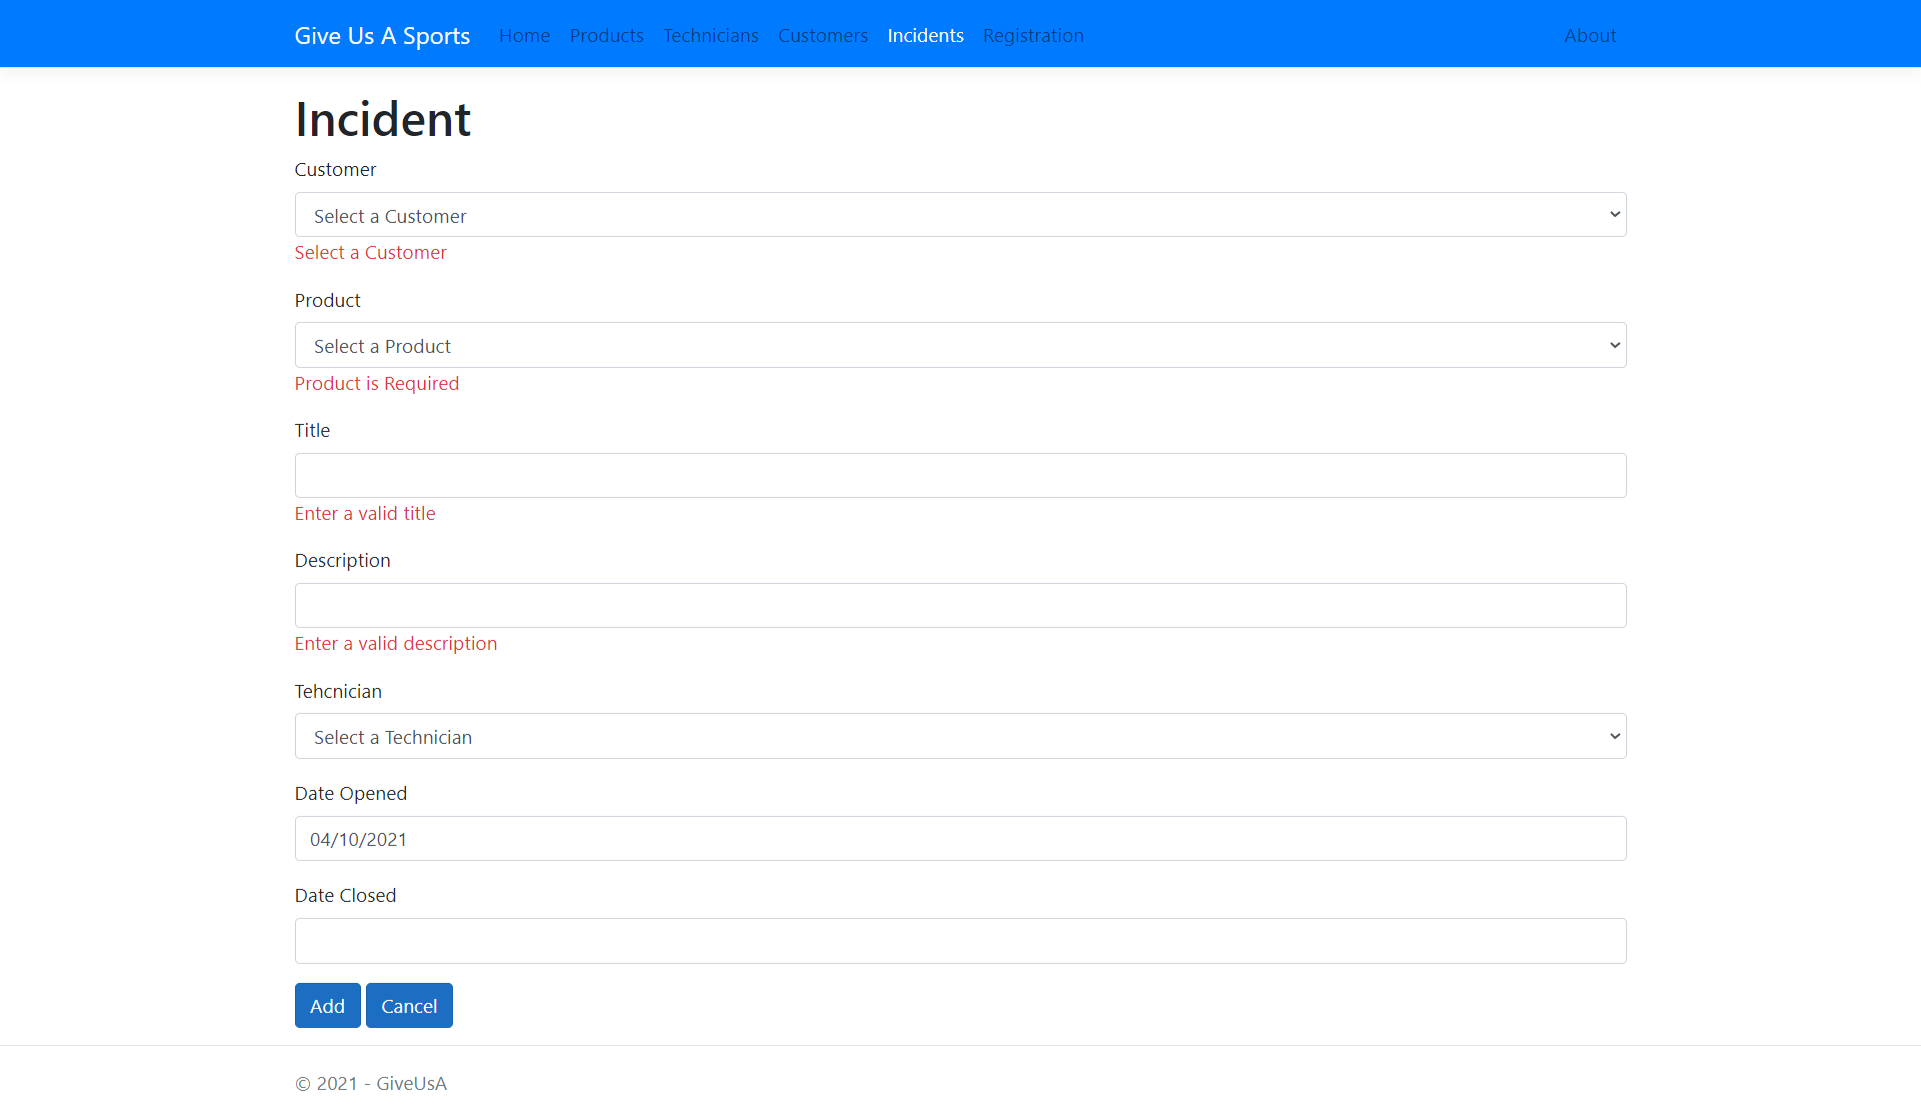 Give Us A Sports Home Products Technicians Customers Incidents Registration About
Incident
Customer
Select a Customer
Select a Customer
Product
Select a Product
Product is Required
Title
Enter a valid title
Description
Enter a valid description
Tehcnician
Select a Technician
Date Opened
04/10/2021
Date Closed
Add Cancel
© 2021 - GiveUsA